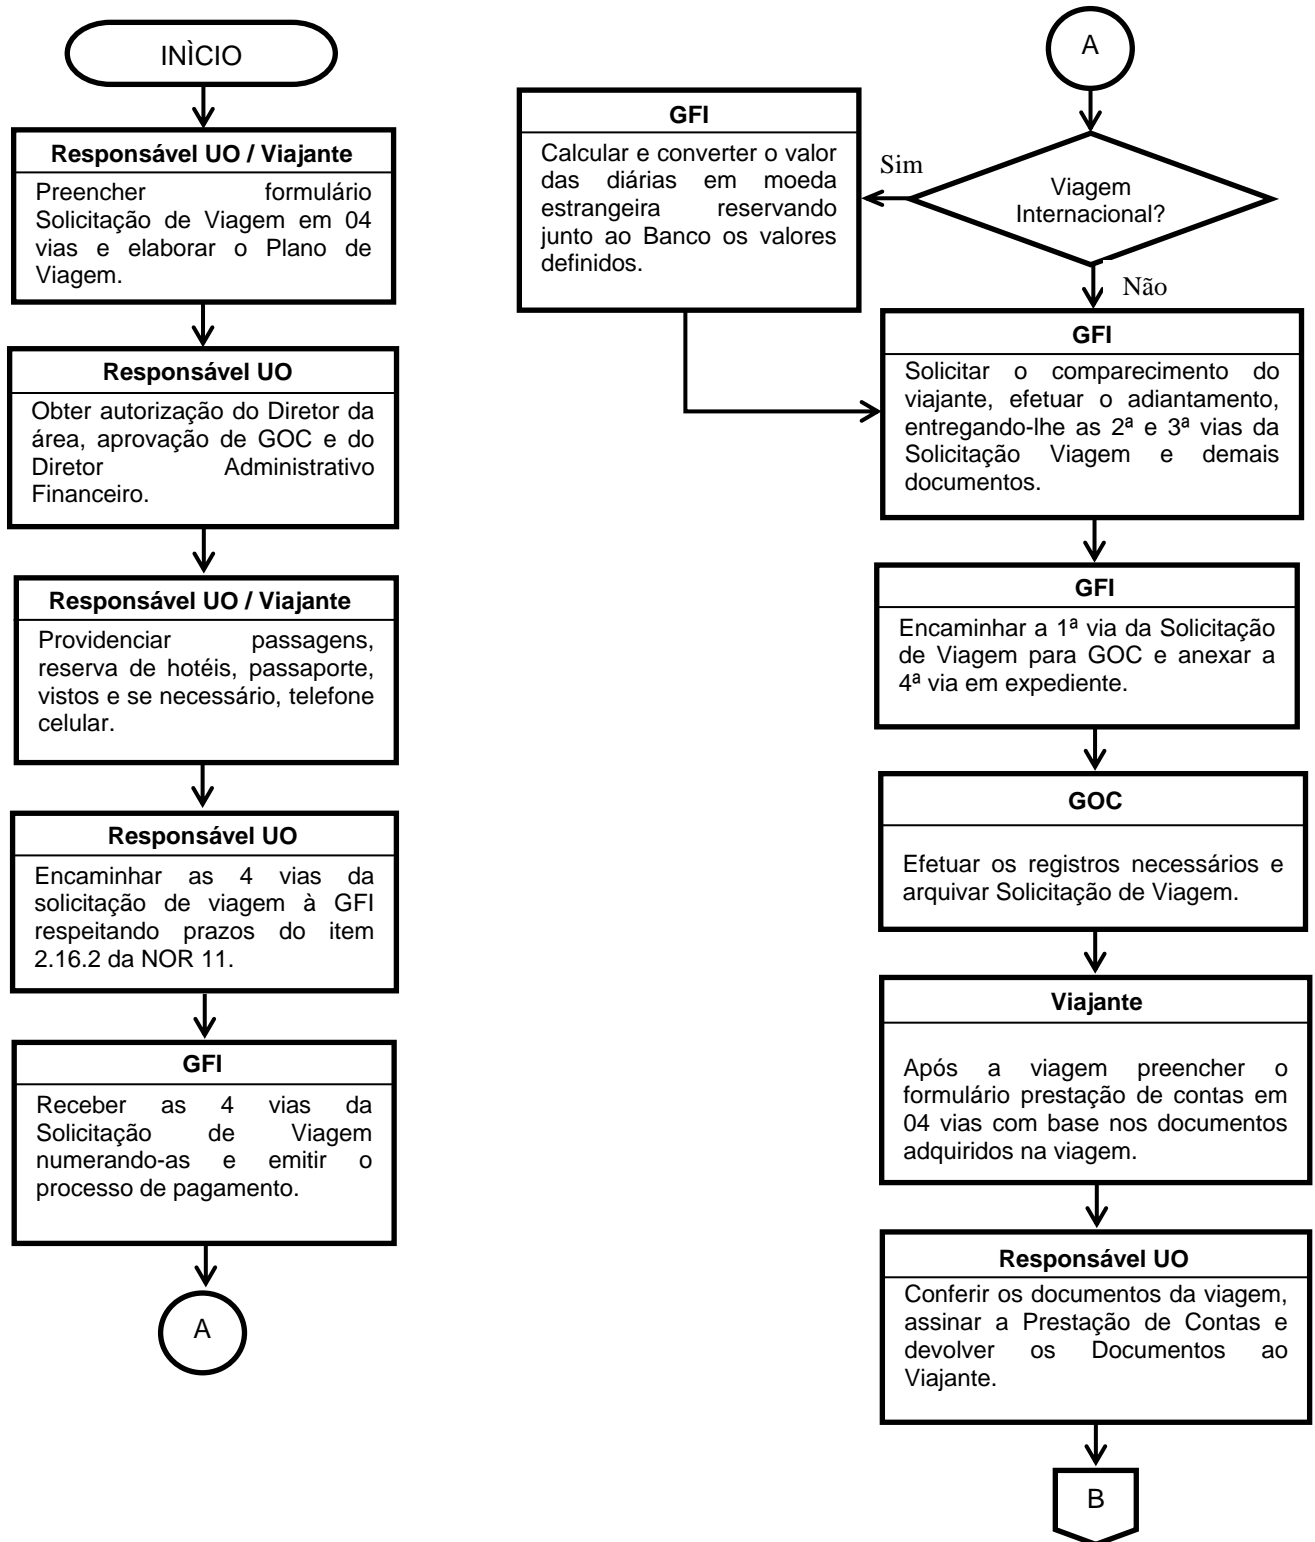 INÌCIO
Responsável UO / Viajante
Preencher formulário
Solicitação de Viagem em 04
vias e elaborar o Plano de
Viagem.
Responsável UO
Obter autorização do Diretor da
área, aprovação de GOC e do
Diretor Administrativo
Financeiro.
Responsável UO / Viajante
Providenciar passagens,
reserva de hotéis, passaporte,
vistos e se necessário, telefone
celular.
Responsável UO
Encaminhar as 4 vias da
solicitação de viagem à GFI
respeitando prazos do item
2.16.2 da NOR 11.
GFI
Receber as 4 vias da
Solicitação de Viagem
numerando-as e emitir o
processo de pagamento.
A
A
Viagem
Internacional?
Sim
GFI
Calcular e converter o valor
das diárias em moeda
estrangeira reservando
junto ao Banco os valores
definidos.
Não
GFI
Solicitar o comparecimento do
viajante, efetuar o adiantamento,
entregando-lhe as 2ª e 3ª vias da
Solicitação Viagem e demais
documentos.
GFI
Encaminhar a 1ª via da Solicitação
de Viagem para GOC e anexar a
4ª via em expediente.
GOC
Efetuar os registros necessários e
arquivar Solicitação de Viagem.
Viajante
Após a viagem preencher o
formulário prestação de contas em
04 vias com base nos documentos
adquiridos na viagem.
Responsável UO
Conferir os documentos da viagem,
assinar a Prestação de Contas e
devolver os Documentos ao
Viajante.
B